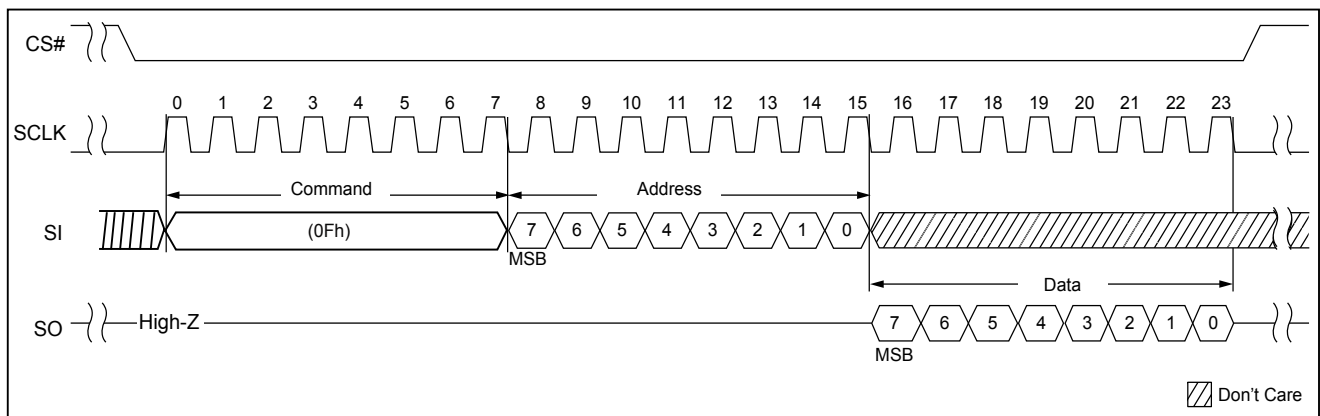 CS#
0 1 2 3 4 5 6 7 8 9 10 11 12 13 14 15 16 17 18 19 20 21 22 23
SCLK
Command Address
SI (0Fh) 7 6 5 4 3 2 1 0
MSB
Data
SO High-Z 7 6 5 4 3 2 1 0
MSB
Don't Care